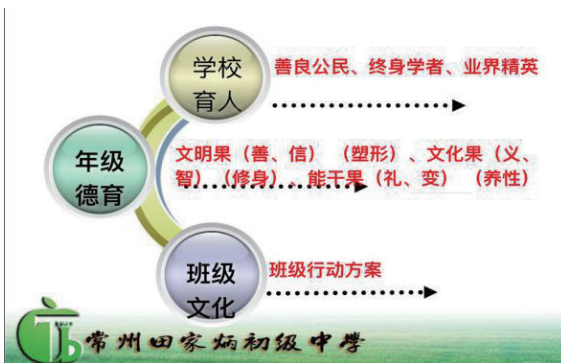 学校
育人
善良公民、终身学者、业界精英
年级
德育
文明果（善、信）（塑形）、文化果（义、
智）（修身）、能干果（礼、变）（养性）
班级
文化
班级行动方案
常州田家炳初级中学